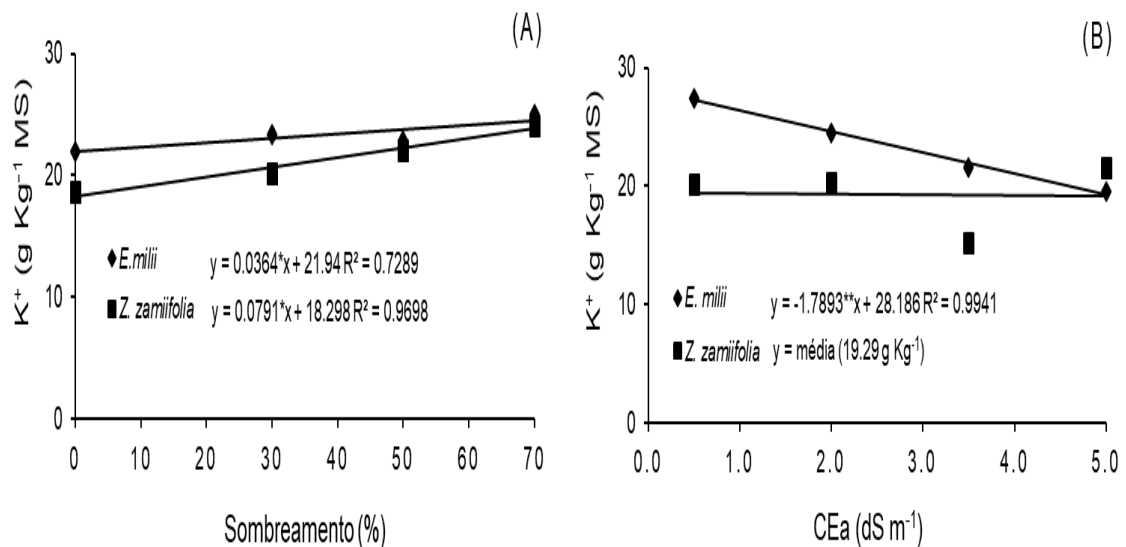 (A)
30
20
10
0
K⁺ (g Kg⁻¹ MS)
E.milii y = 0.0364*x + 21.94 R² = 0.7289
Z. zamiifolia y = 0.0791*x + 18.298 R² = 0.9698
0 10 20 30 40 50 60 70
Sombreamento (%)
(B)
30
20
10
0
K⁺ (g Kg⁻¹ MS)
E. milii y = -1.7893**x + 28.186 R² = 0.9941
Z. zamiifolia y = média (19.29 g Kg⁻¹)
0.0 1.0 2.0 3.0 4.0 5.0
CEa (dS m⁻¹)